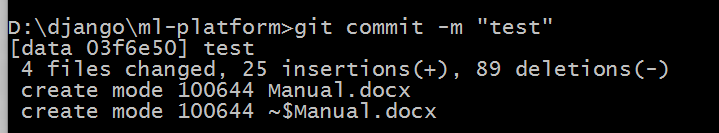 D:\django\ml-platform>git commit -m "test"
[data 03f6e50] test
 4 files changed, 25 insertions(+), 89 deletions(-)
 create mode 100644 Manual.docx
 create mode 100644 ~$Manual.docx